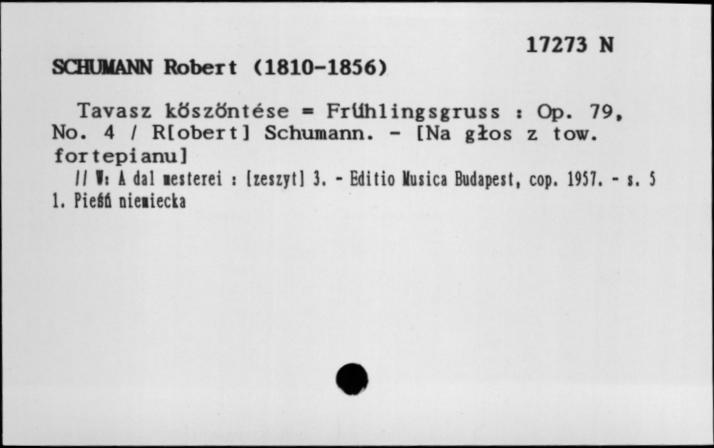 17273 N
SCHUMANN Robert (1810-1856)
Tavasz kőszőntése = Frühlingsgruss : Op. 79,
No. 4 / R[obert] Schumann. - [Na głos z tow.
fortepianu]
// W: A dal mesterei : [zeszyt] 3. - Editio Musica Budapest, cop. 1957. - s. 5
1. Pieśń niemiecka